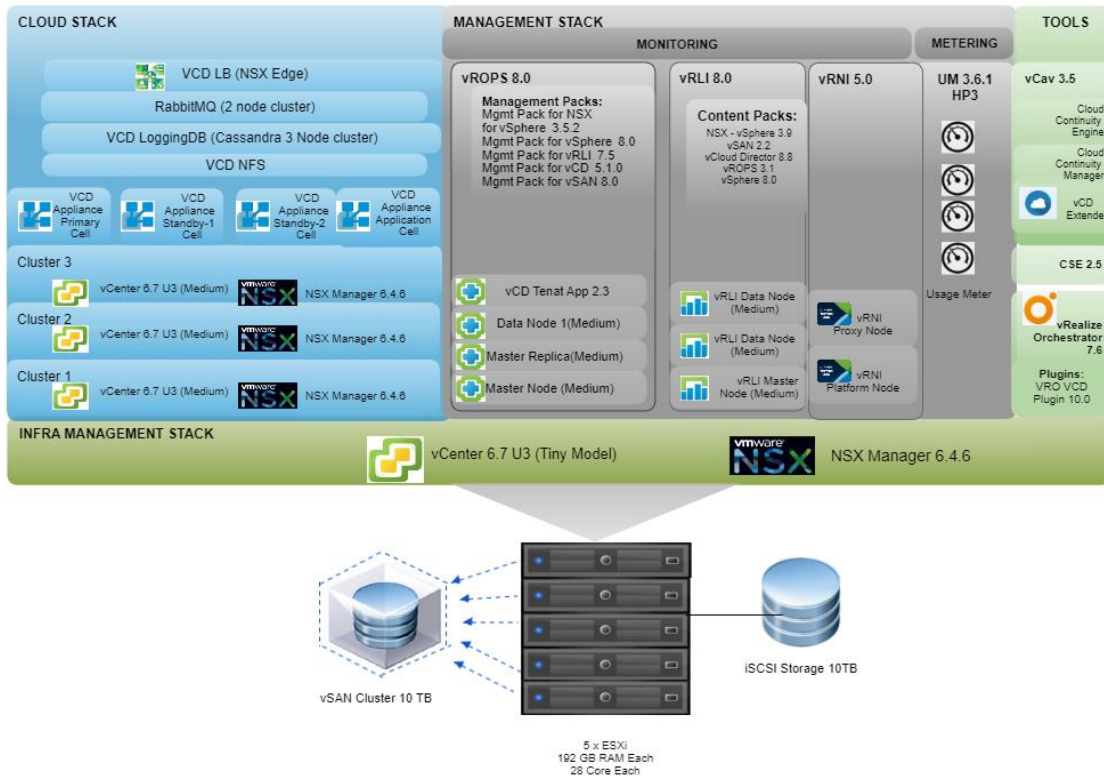 CLOUD STACK
VCD LB (NSX Edge)
RabbitMQ (2 node cluster)
VCD LoggingDB (Cassandra 3 Node cluster)
VCD NFS
VCD
Appliance
Primary
Cell
VCD
Appliance
Standby-1
Cell
VCD
Appliance
Standby-2
Cell
VCD
Appliance
Application
Cell
Cluster 3
vCenter 6.7 U3 (Medium)
vmware
NSX
NSX Manager 6.4.6
Cluster 2
vCenter 6.7 U3 (Medium)
vmware
NSX
NSX Manager 6.4.6
Cluster 1
vCenter 6.7 U3 (Medium)
vmware
NSX
NSX Manager 6.4.6
MANAGEMENT STACK
MONITORING
METERING
vROPS 8.0
Management Packs:
Mgmt Pack for NSX
for vSphere 3.5.2
Mgmt Pack for vSphere 8.0
Mgmt Pack for vRLI 7.5
Mgmt Pack for vCD 5.1.0
Mgmt Pack for vSAN 8.0
vCD Tenat App 2.3
Data Node 1(Medium)
Master Replica(Medium)
Master Node (Medium)
vRLI 8.0
Content Packs:
NSX - vSphere 3.9
vSAN 2.2
vCloud Director 8.8
vROPS 3.1
vSphere 8.0
vRLI Data Node
(Medium)
vRLI Data Node
(Medium)
vRLI Master
Node (Medium)
vRNI 5.0
vRNI
Proxy Node
vRNI
Platform Node
UM 3.6.1
HP3
Usage Meter
TOOLS
vCav 3.5
Cloud
Continuity
Engine
Cloud
Continuity
Manager
vCD
Extende
CSE 2.5
vRealize
Orchestrator
7.6
Plugins:
VRO VCD
Plugin 10.0
INFRA MANAGEMENT STACK
vCenter 6.7 U3 (Tiny Model)
vmware
NSX
NSX Manager 6.4.6
vSAN Cluster 10 TB
iSCSI Storage 10TB
5 x ESXi
192 GB RAM Each
28 Core Each